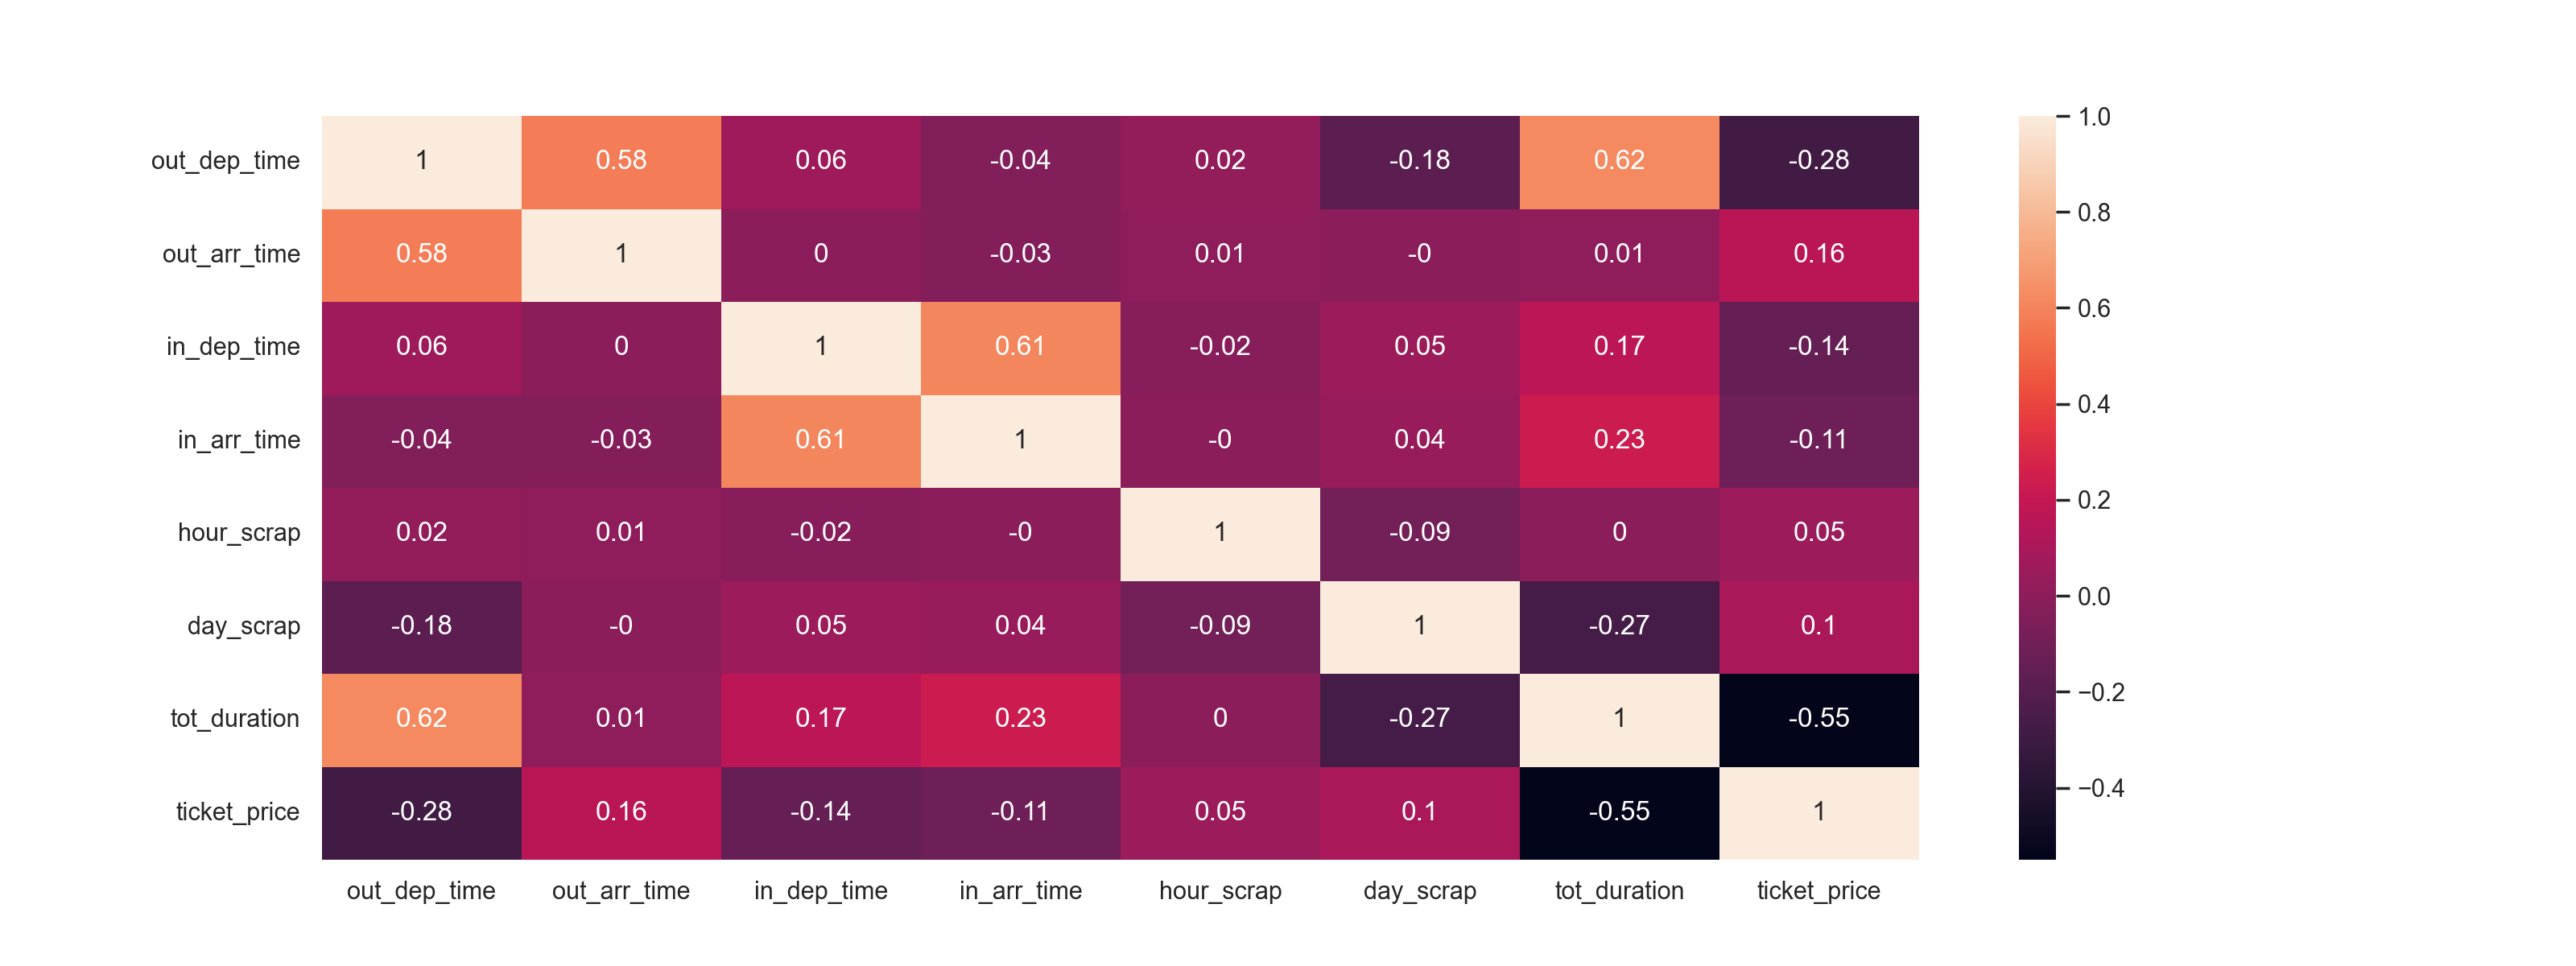 out_dep_time 1 0.58 0.06 -0.04 0.02 -0.18 0.62 -0.28
out_arr_time 0.58 1 0 -0.03 0.01 -0 0.01 0.16
in_dep_time 0.06 0 1 0.61 -0.02 0.05 0.17 -0.14
in_arr_time -0.04 -0.03 0.61 1 -0 0.04 0.23 -0.11
hour_scrap 0.02 0.01 -0.02 -0 1 -0.09 0 0.05
day_scrap -0.18 -0 0.05 0.04 -0.09 1 -0.27 0.1
tot_duration 0.62 0.01 0.17 0.23 0 -0.27 1 -0.55
ticket_price -0.28 0.16 -0.14 -0.11 0.05 0.1 -0.55 1
out_dep_time out_arr_time in_dep_time in_arr_time hour_scrap day_scrap tot_duration ticket_price
1.0
0.8
0.6
0.4
0.2
0.0
−0.2
−0.4